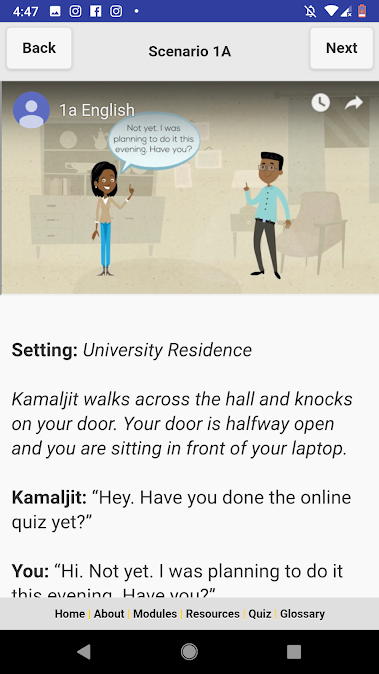 4:47
Back
Scenario 1A
Next
1a English
Not yet. I was
planning to do it this
evening. Have you?
Setting: University Residence
Kamaljit walks across the hall and knocks
on your door. Your door is halfway open
and you are sitting in front of your laptop.
Kamaljit: “Hey. Have you done the online
quiz yet?”
You: “Hi. Not yet. I was planning to do it
this evening. Have you?”
Home | About | Modules | Resources | Quiz | Glossary